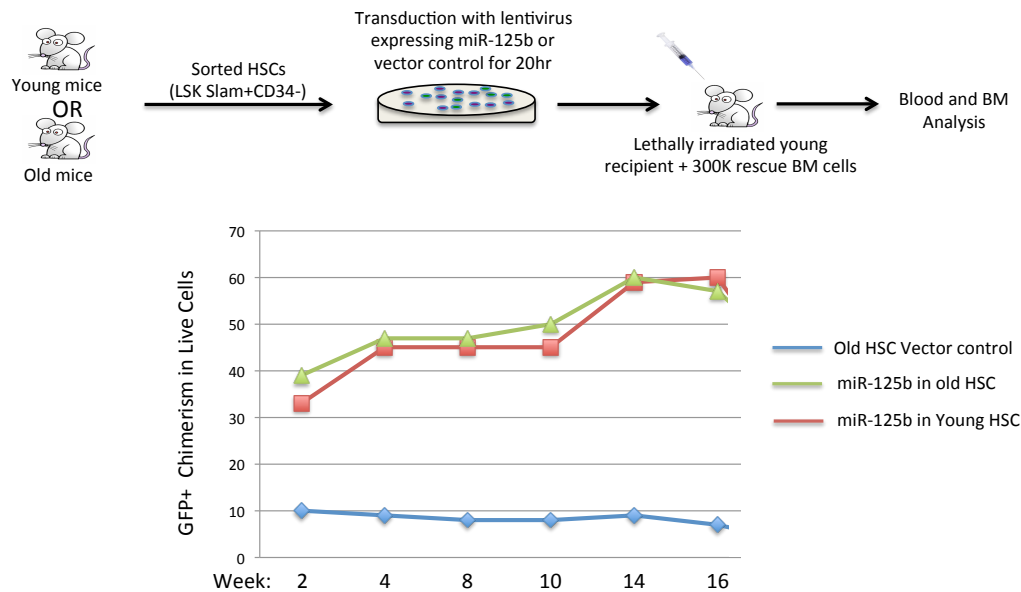 Young mice
OR
Old mice
Sorted HSCs
(LSK Slam+CD34-)
Transduction with lentivirus
expressing miR-125b or
vector control for 20hr
Lethally irradiated young
recipient + 300K rescue BM cells
Blood and BM
Analysis
GFP+ Chimerism in Live Cells
70
60
50
40
30
20
10
0
Week: 2 4 8 10 14 16
Old HSC Vector control
miR-125b in old HSC
miR-125b in Young HSC